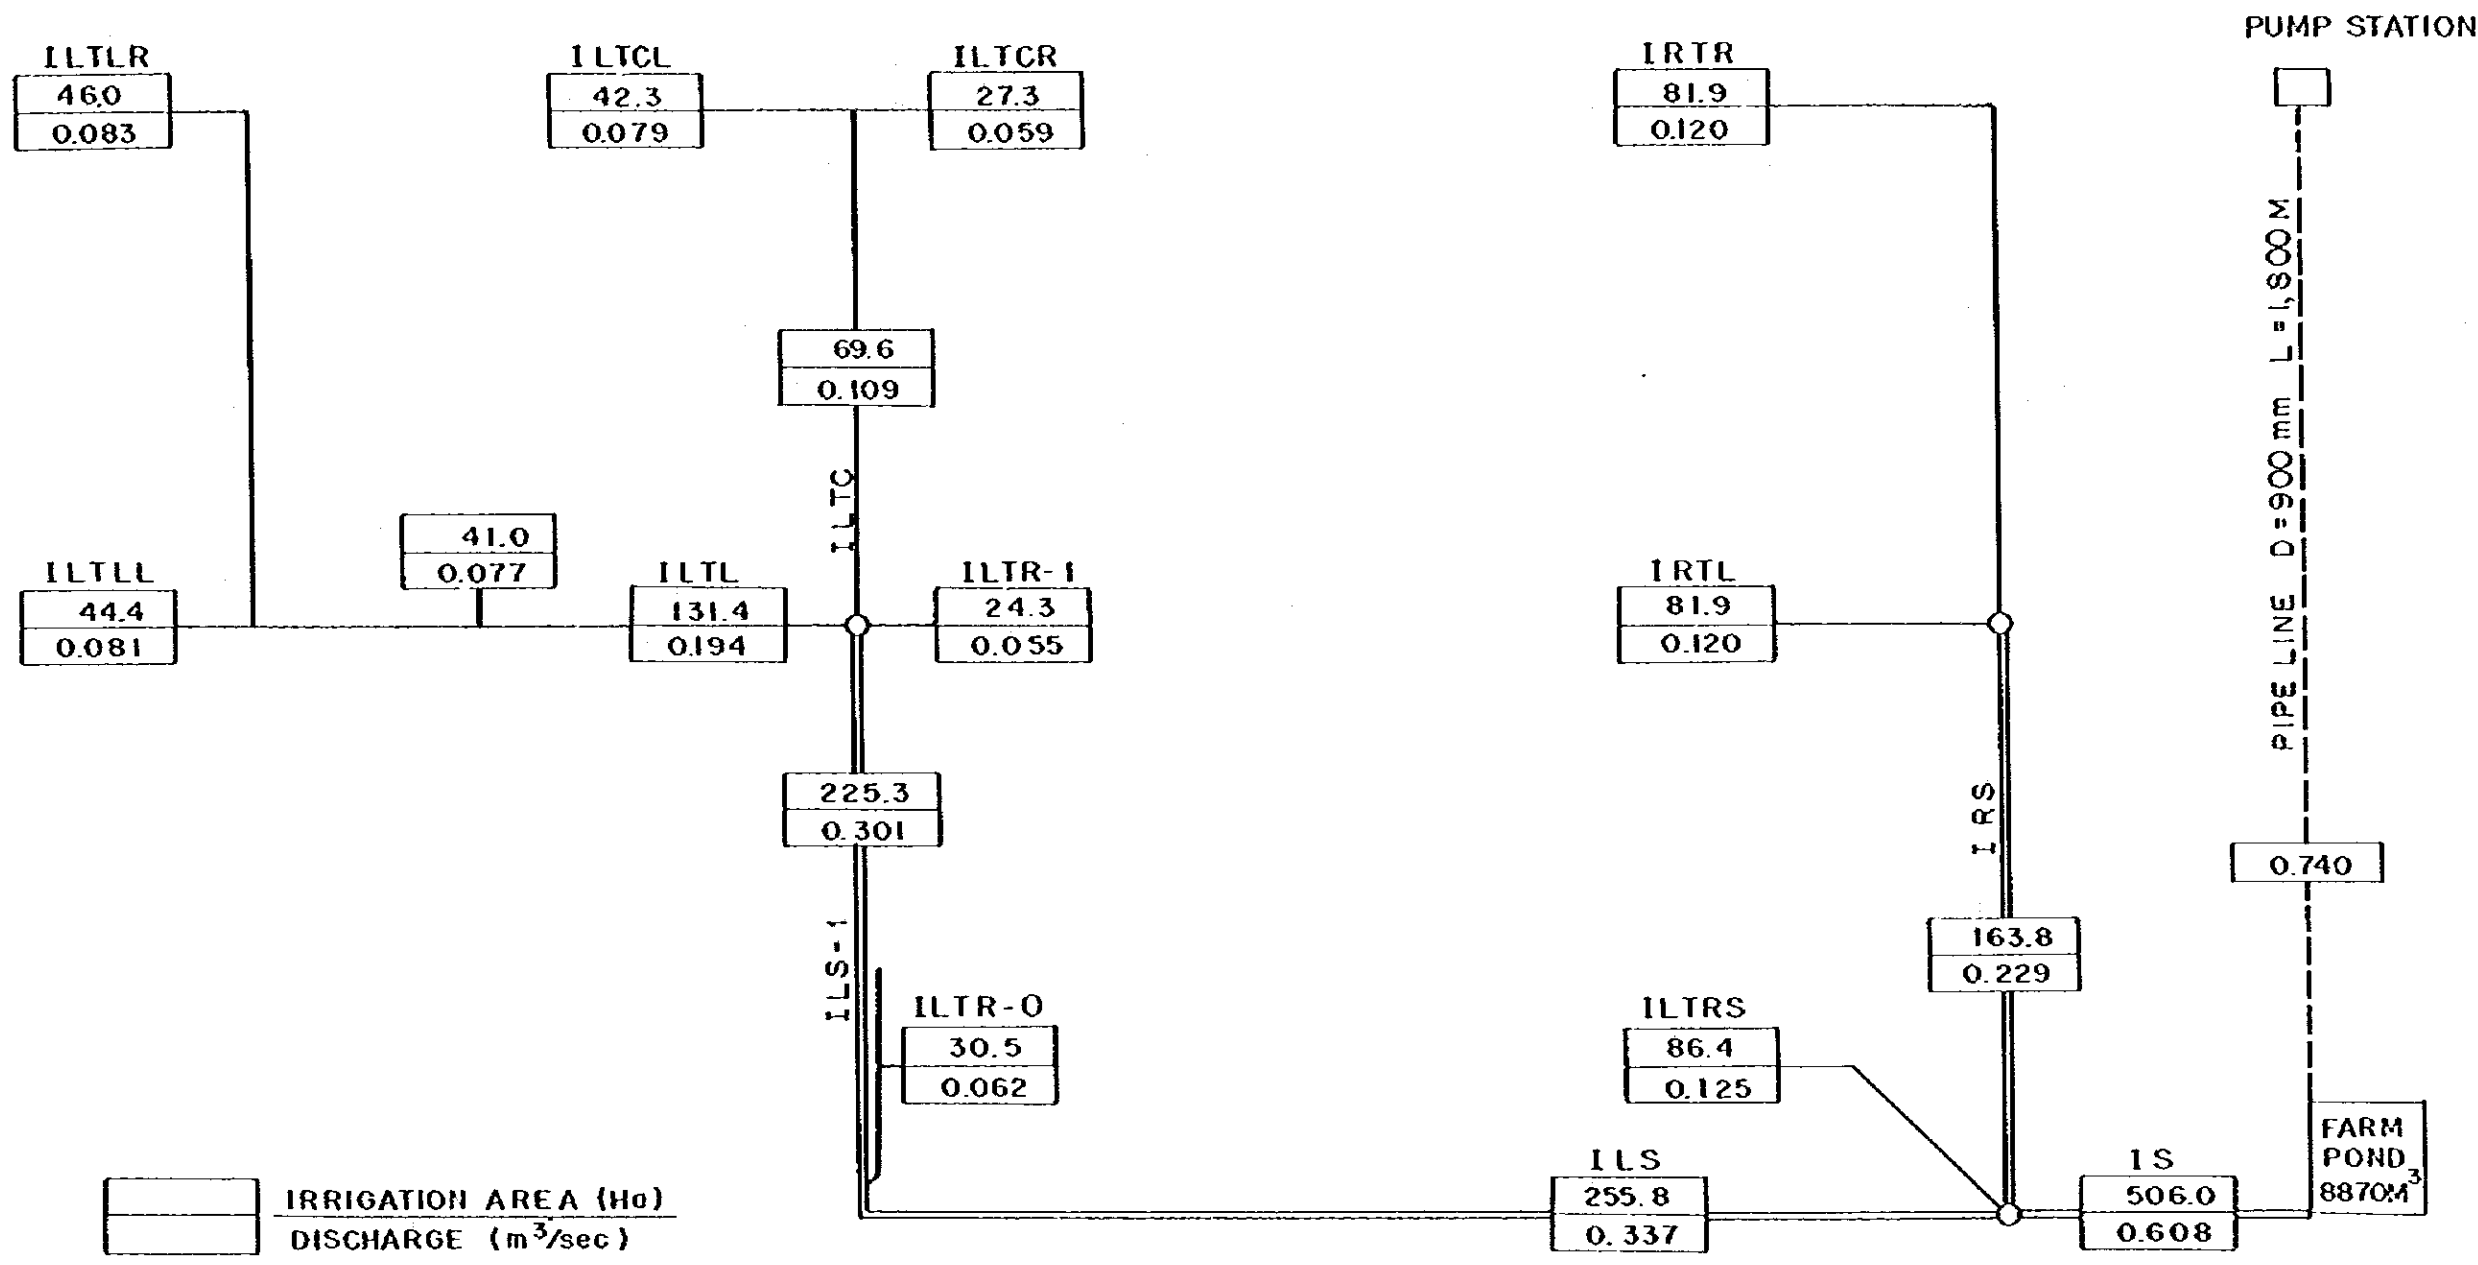 PUMP STATION
ILTLR
46.0
0.083
ILTCL
42.3
0.079
ILTCR
27.3
0.059
IRTR
81.9
0.120
69.6
0.109
ILTC
PIPE LINE D=900mm L=1,800M
41.0
0.077
ILTLL
44.4
0.081
ILTL
131.4
0.194
ILTR-1
24.3
0.055
IRTL
81.9
0.120
225.3
0.301
IRS
0.740
ILS-1
163.8
0.229
ILTR-0
30.5
0.062
ILTRS
86.4
0.125
FARM
POND
8870M³
ILS
255.8
0.337
IS
506.0
0.608
IRRIGATION AREA (Ha)
DISCHARGE (m³/sec)